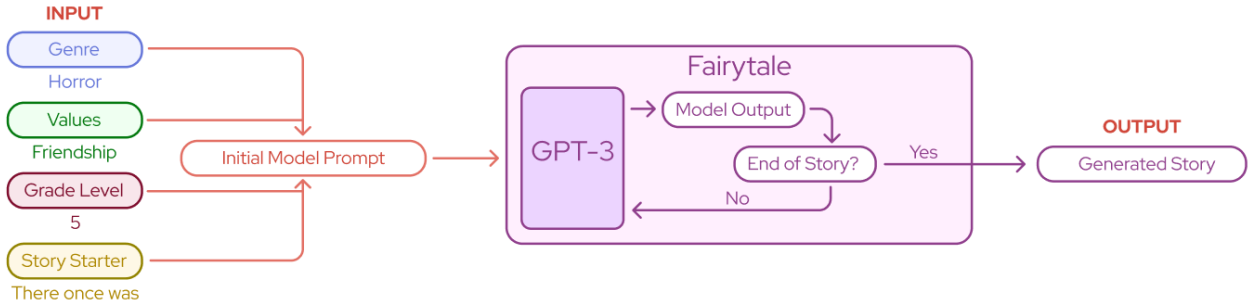 INPUT
Genre
Horror
Values
Friendship
Grade Level
5
Story Starter
There once was
Initial Model Prompt
Fairytale
GPT-3
Model Output
End of Story?
No
Yes
OUTPUT
Generated Story